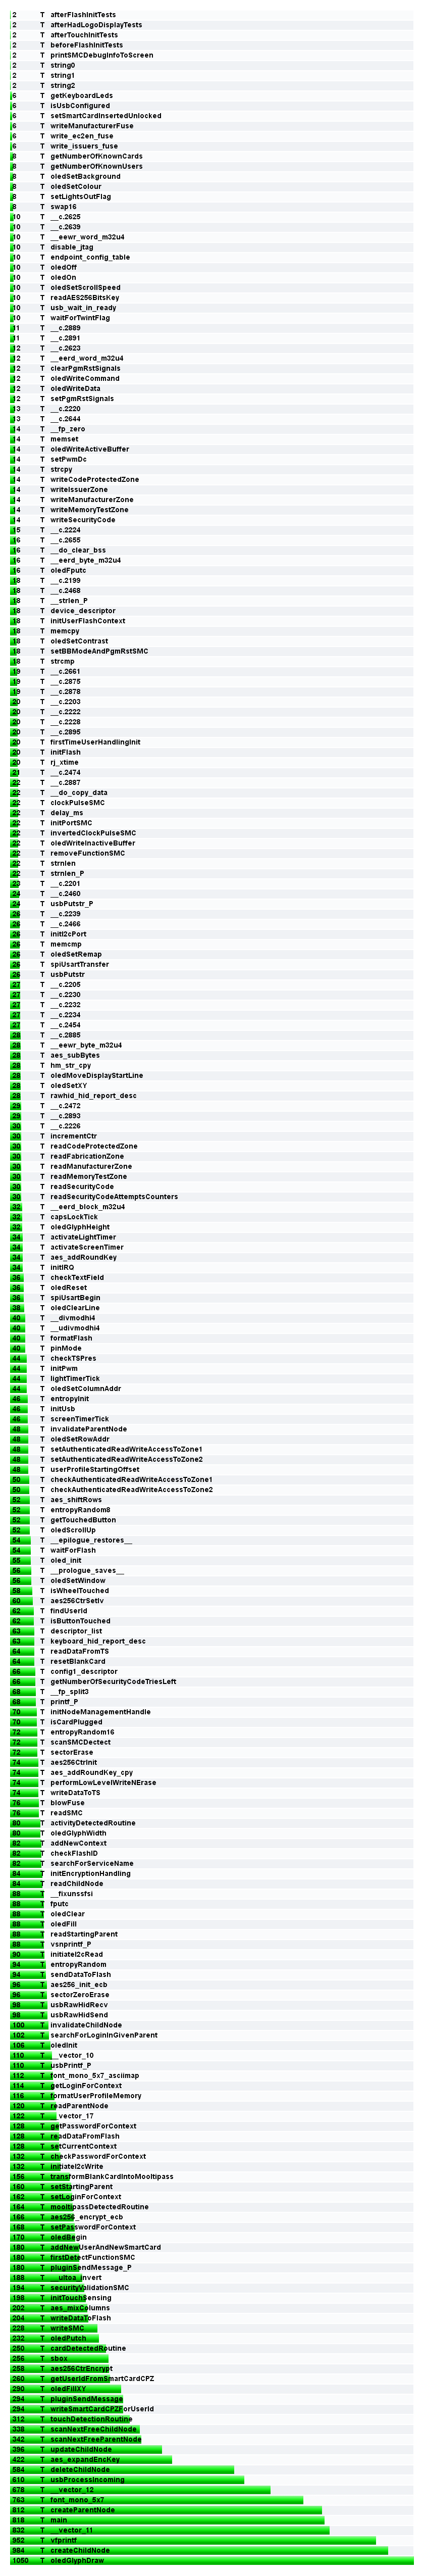 2 T afterFlashInitTests
2 T afterHadLogoDisplayTests
2 T afterTouchInitTests
2 T beforeFlashInitTests
2 T printSMCDebugInfoToScreen
2 T string0
2 T string1
2 T string2
6 T getKeyboardLeds
6 T isUsbConfigured
6 T setSmartCardInsertedUnlocked
6 T writeManufacturerFuse
6 T write_ec2en_fuse
6 T write_issuers_fuse
8 T getNumberOfKnownCards
8 T getNumberOfKnownUsers
8 T oledSetBackground
8 T oledSetColour
8 T setLightsOutFlag
8 T swap16
10 T __c.2625
10 T __c.2639
10 T __eewr_word_m32u4
10 T disable_jtag
10 T endpoint_config_table
10 T oledOff
10 T oledOn
10 T oledSetScrollSpeed
10 T readAES256BitsKey
10 T usb_wait_in_ready
10 T waitForTwintFlag
11 T __c.2889
11 T __c.2891
12 T __c.2623
12 T __eerd_word_m32u4
12 T clearPgmRstSignals
12 T oledWriteCommand
12 T oledWriteData
12 T setPgmRstSignals
13 T __c.2220
13 T __c.2644
14 T __fp_zero
14 T memset
14 T oledWriteActiveBuffer
14 T setPwmDc
14 T strcpy
14 T writeCodeProtectedZone
14 T writeIssuerZone
14 T writeManufacturerZone
14 T writeMemoryTestZone
14 T writeSecurityCode
15 T __c.2224
16 T __c.2655
16 T __do_clear_bss
16 T __eerd_byte_m32u4
16 T oledFputc
18 T __c.2199
18 T __c.2468
18 T __strlen_P
18 T device_descriptor
18 T initUserFlashContext
18 T memcpy
18 T oledSetContrast
18 T setBBModeAndPgmRstSMC
18 T strcmp
19 T __c.2661
19 T __c.2875
19 T __c.2878
20 T __c.2203
20 T __c.2222
20 T __c.2228
20 T __c.2895
20 T firstTimeUserHandlingInit
20 T initFlash
20 T rj_xtime
21 T __c.2474
22 T __c.2887
22 T __do_copy_data
22 T clockPulseSMC
22 T delay_ms
22 T initPortSMC
22 T invertedClockPulseSMC
22 T oledWriteInactiveBuffer
22 T removeFunctionSMC
22 T strnlen
22 T strnlen_P
23 T __c.2201
24 T __c.2460
24 T usbPutstr_P
26 T __c.2239
26 T __c.2466
26 T initI2cPort
26 T memcmp
26 T oledSetRemap
26 T spiUsartTransfer
26 T usbPutstr
27 T __c.2205
27 T __c.2230
27 T __c.2232
27 T __c.2234
27 T __c.2454
28 T __c.2885
28 T __eewr_byte_m32u4
28 T aes_subBytes
28 T hm_str_cpy
28 T oledMoveDisplayStartLine
28 T oledSetXY
28 T rawhid_hid_report_desc
29 T __c.2472
29 T __c.2893
30 T __c.2226
30 T incrementCtr
30 T readCodeProtectedZone
30 T readFabricationZone
30 T readManufacturerZone
30 T readMemoryTestZone
30 T readSecurityCode
30 T readSecurityCodeAttemptsCounters
32 T __eerd_block_m32u4
32 T capsLockTick
32 T oledGlyphHeight
34 T activateLightTimer
34 T activateScreenTimer
34 T aes_addRoundKey
34 T initIRQ
36 T checkTextField
36 T oledReset
36 T spiUsartBegin
38 T oledClearLine
40 T __divmodhi4
40 T __udivmodhi4
40 T formatFlash
40 T pinMode
44 T checkTSPres
44 T initPwm
44 T lightTimerTick
44 T oledSetColumnAddr
46 T entropyInit
46 T initUsb
46 T screenTimerTick
48 T invalidateParentNode
48 T oledSetRowAddr
48 T setAuthenticatedReadWriteAccessToZone1
48 T setAuthenticatedReadWriteAccessToZone2
48 T userProfileStartingOffset
50 T checkAuthenticatedReadWriteAccessToZone1
50 T checkAuthenticatedReadWriteAccessToZone2
52 T aes_shiftRows
52 T entropyRandom8
52 T getTouchedButton
52 T oledScrollUp
54 T __epilogue_restores__
54 T waitForFlash
55 T oled_init
56 T __prologue_saves__
56 T oledSetWindow
58 T isWheelTouched
60 T aes256CtrSetIv
62 T findUserId
62 T isButtonTouched
63 T descriptor_list
63 T keyboard_hid_report_desc
64 T readDataFromTS
64 T resetBlankCard
66 T config1_descriptor
66 T getNumberOfSecurityCodeTriesLeft
68 T __fp_split3
68 T printf_P
70 T initNodeManagementHandle
70 T isCardPlugged
72 T entropyRandom16
72 T scanSMCDectect
72 T sectorErase
74 T aes256CtrInit
74 T aes_addRoundKey_cpy
74 T performLowLevelWriteNErase
74 T writeDataToTS
76 T blowFuse
76 T readSMC
80 T activityDetectedRoutine
80 T oledGlyphWidth
82 T addNewContext
82 T checkFlashID
82 T searchForServiceName
84 T initEncryptionHandling
84 T readChildNode
88 T __fixunssfsi
88 T fputc
88 T oledClear
88 T oledFill
88 T readStartingParent
88 T vsnprintf_P
90 T initiateI2cRead
94 T entropyRandom
94 T sendDataToFlash
96 T aes256_init_ecb
96 T sectorZeroErase
98 T usbRawHidRecv
98 T usbRawHidSend
100 T invalidateChildNode
102 T searchForLoginInGivenParent
106 T oledInit
110 T __vector_10
110 T usbPrintf_P
112 T font_mono_5x7_asciimap
114 T getLoginForContext
116 T formatUserProfileMemory
120 T readParentNode
122 T __vector_17
128 T getPasswordForContext
128 T readDataFromFlash
128 T setCurrentContext
132 T checkPasswordForContext
132 T initiateI2cWrite
156 T transformBlankCardIntoMooltipass
160 T setStartingParent
162 T setLoginForContext
164 T mooltipassDetectedRoutine
166 T aes256_encrypt_ecb
168 T setPasswordForContext
170 T oledBegin
180 T addNewUserAndNewSmartCard
180 T firstDetectFunctionSMC
180 T pluginSendMessage_P
188 T __ultoa_invert
194 T securityValidationSMC
198 T initTouchSensing
202 T aes_mixColumns
204 T writeDataToFlash
228 T writeSMC
232 T oledPutch
250 T cardDetectedRoutine
256 T sbox
258 T aes256CtrEncrypt
260 T getUserIdFromSmartCardCPZ
290 T oledFillXY
294 T pluginSendMessage
294 T writeSmartCardCPZForUserId
312 T touchDetectionRoutine
338 T scanNextFreeChildNode
342 T scanNextFreeParentNode
396 T updateChildNode
422 T aes_expandEncKey
584 T deleteChildNode
610 T usbProcessIncoming
678 T __vector_12
763 T font_mono_5x7
812 T createParentNode
818 T main
832 T __vector_11
952 T vfprintf
984 T createChildNode
1050 T oledGlyphDraw